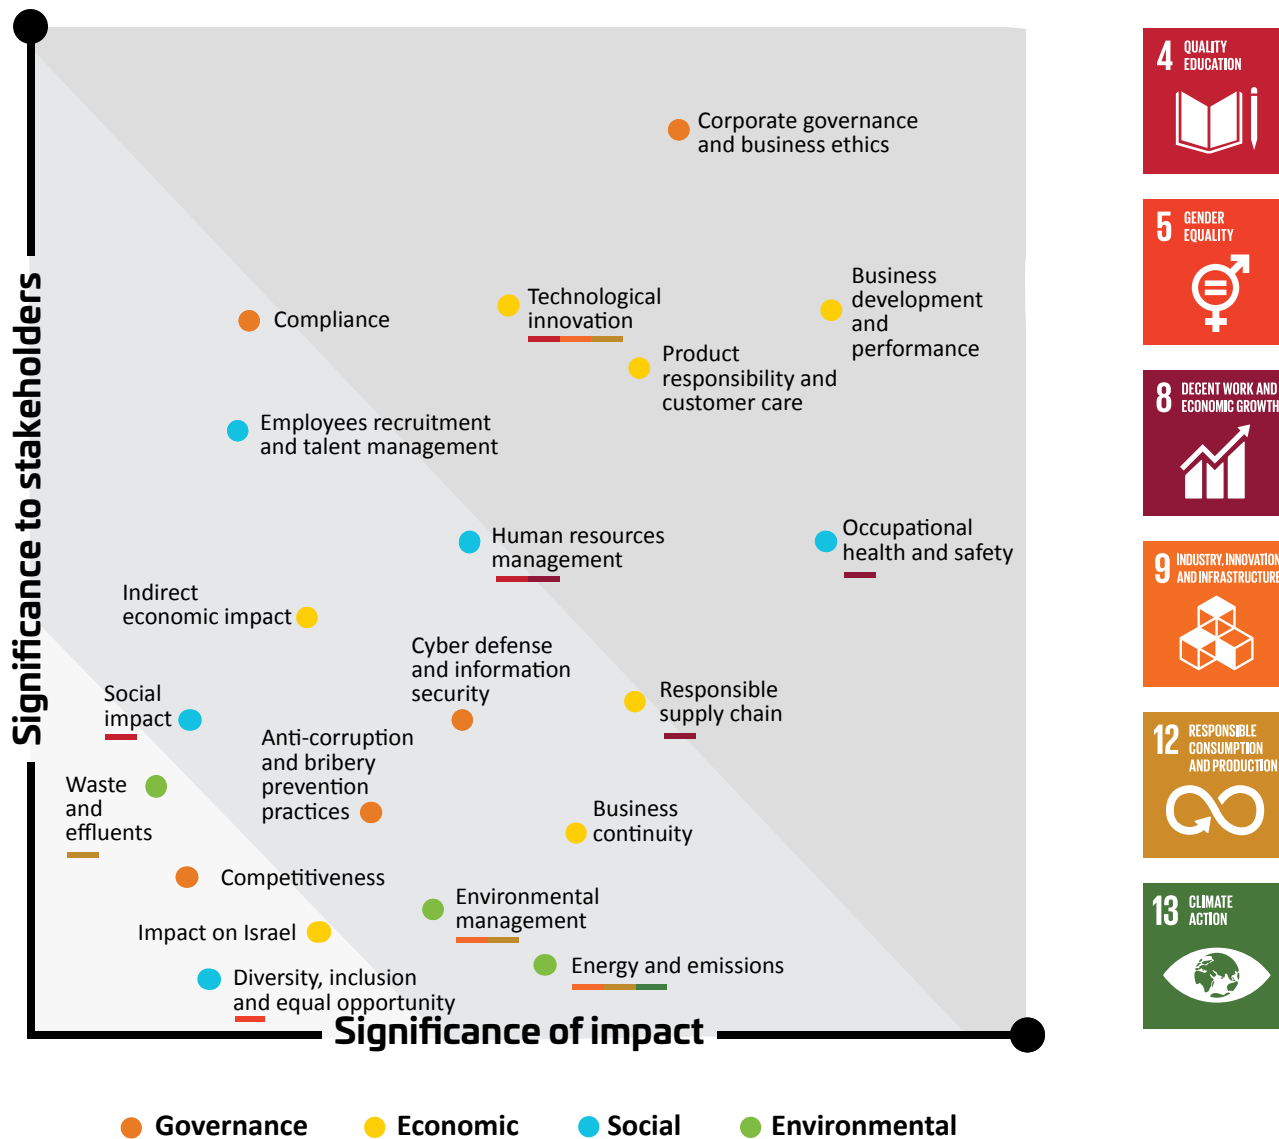 Significance to stakeholders
Corporate governance
and business ethics
Business
development
and
performance
Technological
innovation
Compliance
Product
responsibility and
customer care
Employees recruitment
and talent management
Human resources
management
Occupational
health and safety
Indirect
economic impact
Cyber defense
and information
security
Social
impact
Responsible
supply chain
Anti-corruption
and bribery
prevention
practices
Waste
and
effluents
Business
continuity
Competitiveness
Environmental
management
Impact on Israel
Energy and emissions
Diversity, inclusion
and equal opportunity
Significance of impact
Governance
Economic
Social
Environmental
4 QUALITY
EDUCATION
5 GENDER
EQUALITY
8 DECENT WORK AND
ECONOMIC GROWTH
9 INDUSTRY, INNOVATION
AND INFRASTRUCTURE
12 RESPONSIBLE
CONSUMPTION
AND PRODUCTION
13 CLIMATE
ACTION